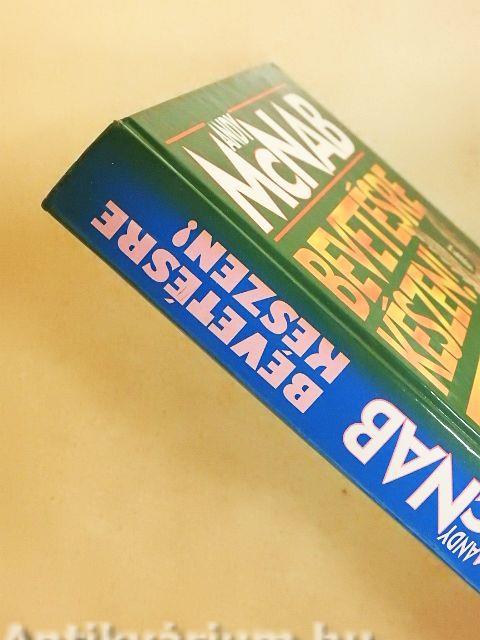 ANDY
McNAB
BEVETÉSRE
KÉSZEN!
BEVETÉSRE
KÉSZEN!
ANDY
McNAB
Antikvárium.hu